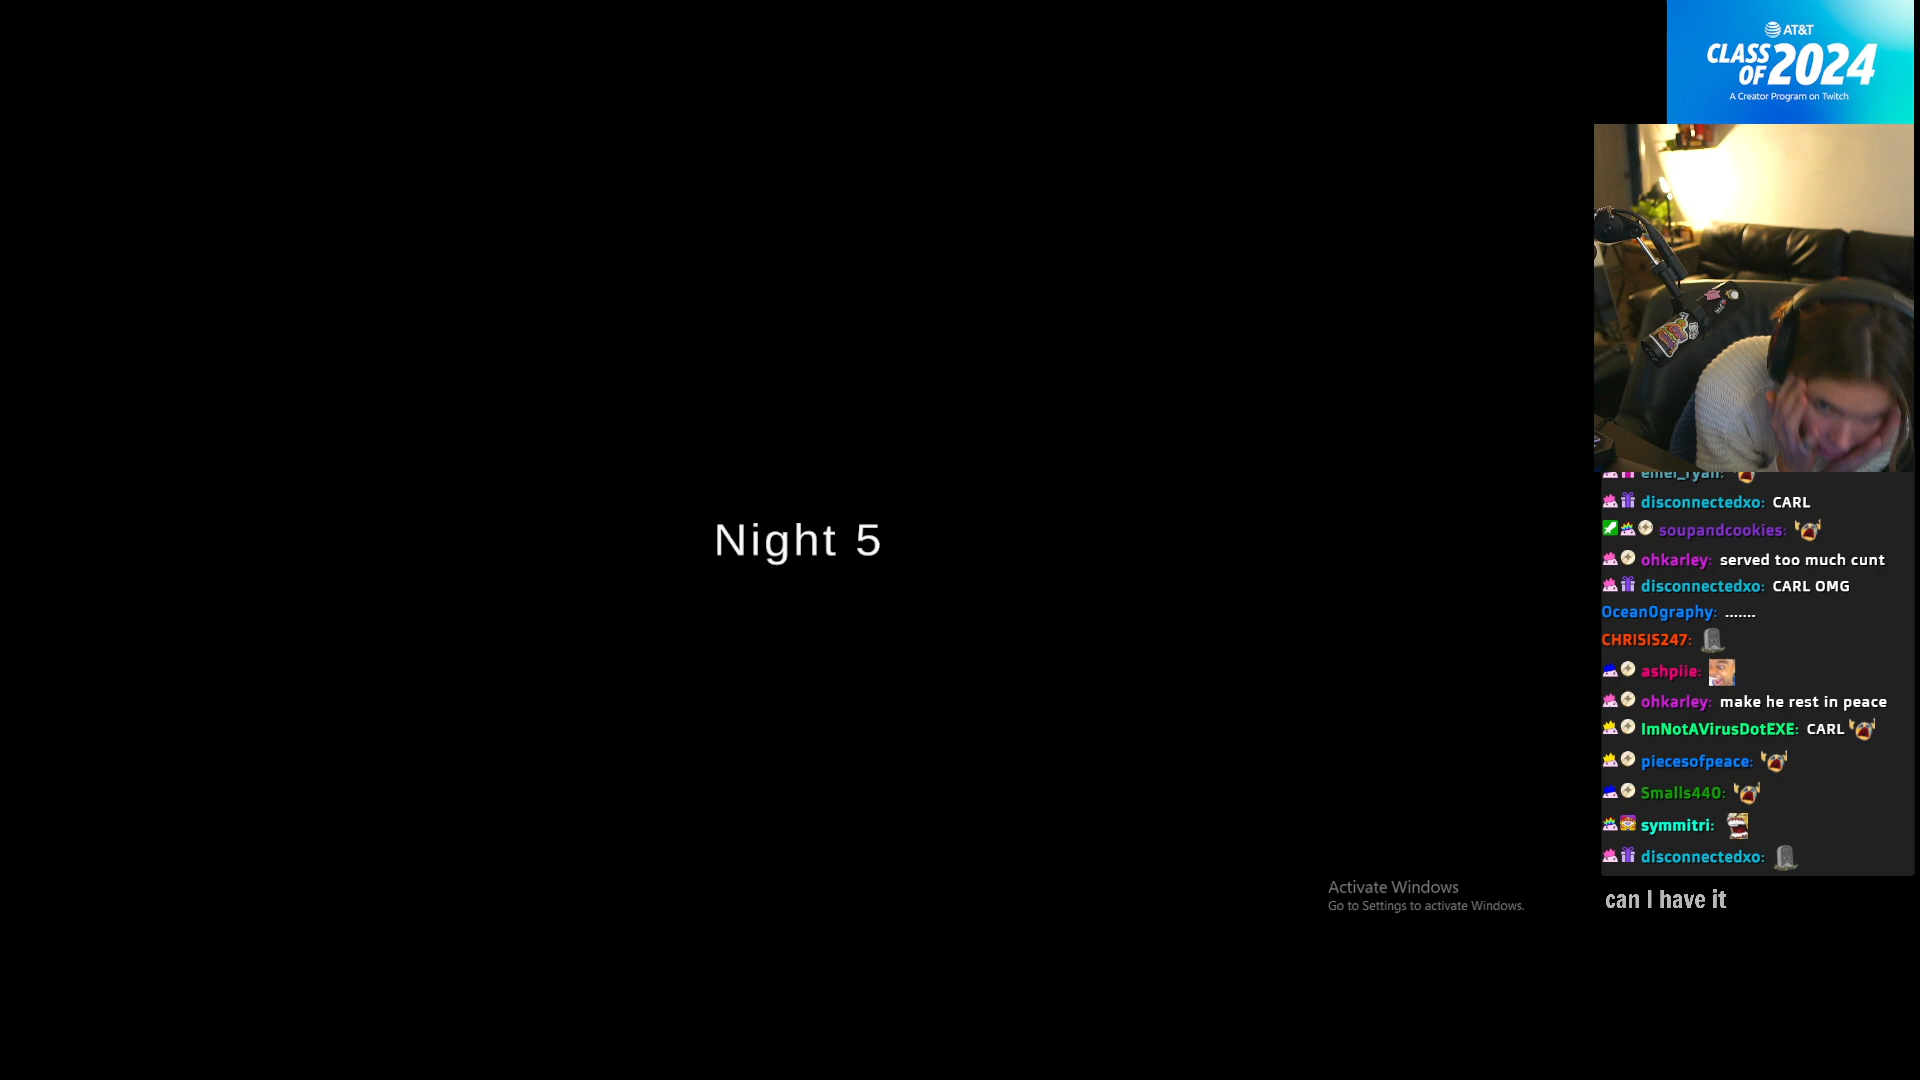 AT&T
CLASS
OF 2024
A Creator Program on Twitch
Night 5
disconnectedxo: CARL
soupandcookies:
ohkarley: served too much cunt
disconnectedxo: CARL OMG
OceanOgraphy: .......
CHRISIS247:
ashpiie:
ohkarley: make he rest in peace
ImNotAVirusDotEXE: CARL
piecesofpeace:
Smalls440:
symmitri:
disconnectedxo:
Activate Windows
Go to Settings to activate Windows.
can I have it